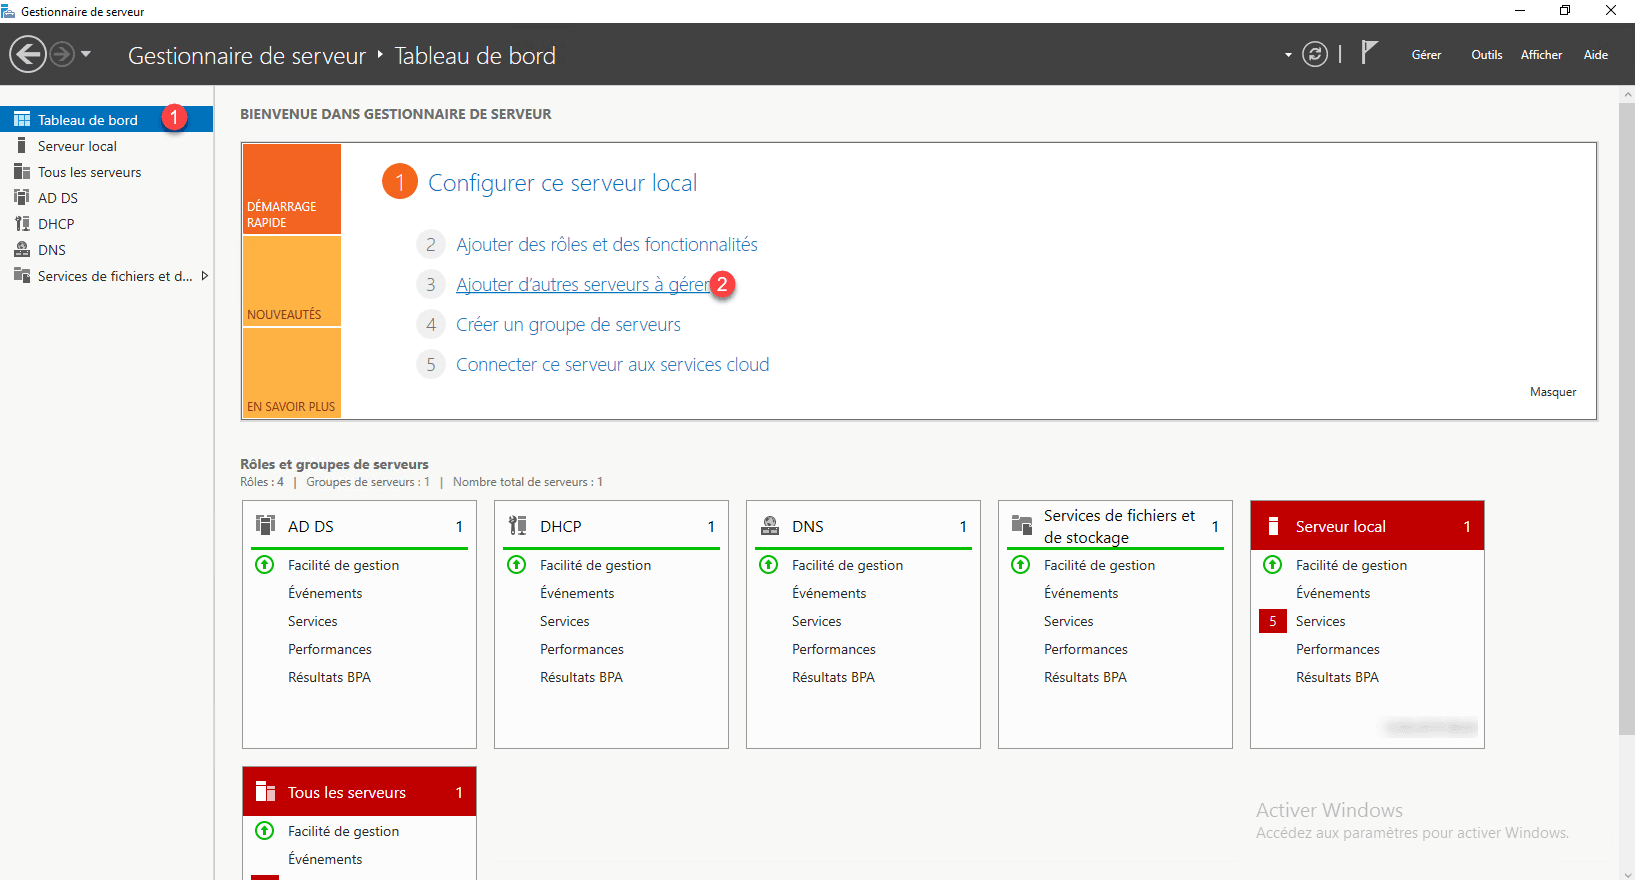 Gestionnaire de serveur
Gestionnaire de serveur ‣ Tableau de bord
Gérer
Outils
Afficher
Aide
Tableau de bord
1
Serveur local
Tous les serveurs
AD DS
DHCP
DNS
Services de fichiers et d...
BIENVENUE DANS GESTIONNAIRE DE SERVEUR
DÉMARRAGE
RAPIDE
NOUVEAUTÉS
EN SAVOIR PLUS
1 Configurer ce serveur local
2 Ajouter des rôles et des fonctionnalités
3 Ajouter d'autres serveurs à gérer
2
4 Créer un groupe de serveurs
5 Connecter ce serveur aux services cloud
Masquer
Rôles et groupes de serveurs
Rôles : 4 | Groupes de serveurs : 1 | Nombre total de serveurs : 1
AD DS 1
Facilité de gestion
Événements
Services
Performances
Résultats BPA
DHCP 1
Facilité de gestion
Événements
Services
Performances
Résultats BPA
DNS 1
Facilité de gestion
Événements
Services
Performances
Résultats BPA
Services de fichiers et
de stockage
1
Facilité de gestion
Événements
Services
Performances
Résultats BPA
Serveur local 1
Facilité de gestion
Événements
5 Services
Performances
Résultats BPA
Tous les serveurs 1
Facilité de gestion
Événements
Activer Windows
Accédez aux paramètres pour activer Windows.